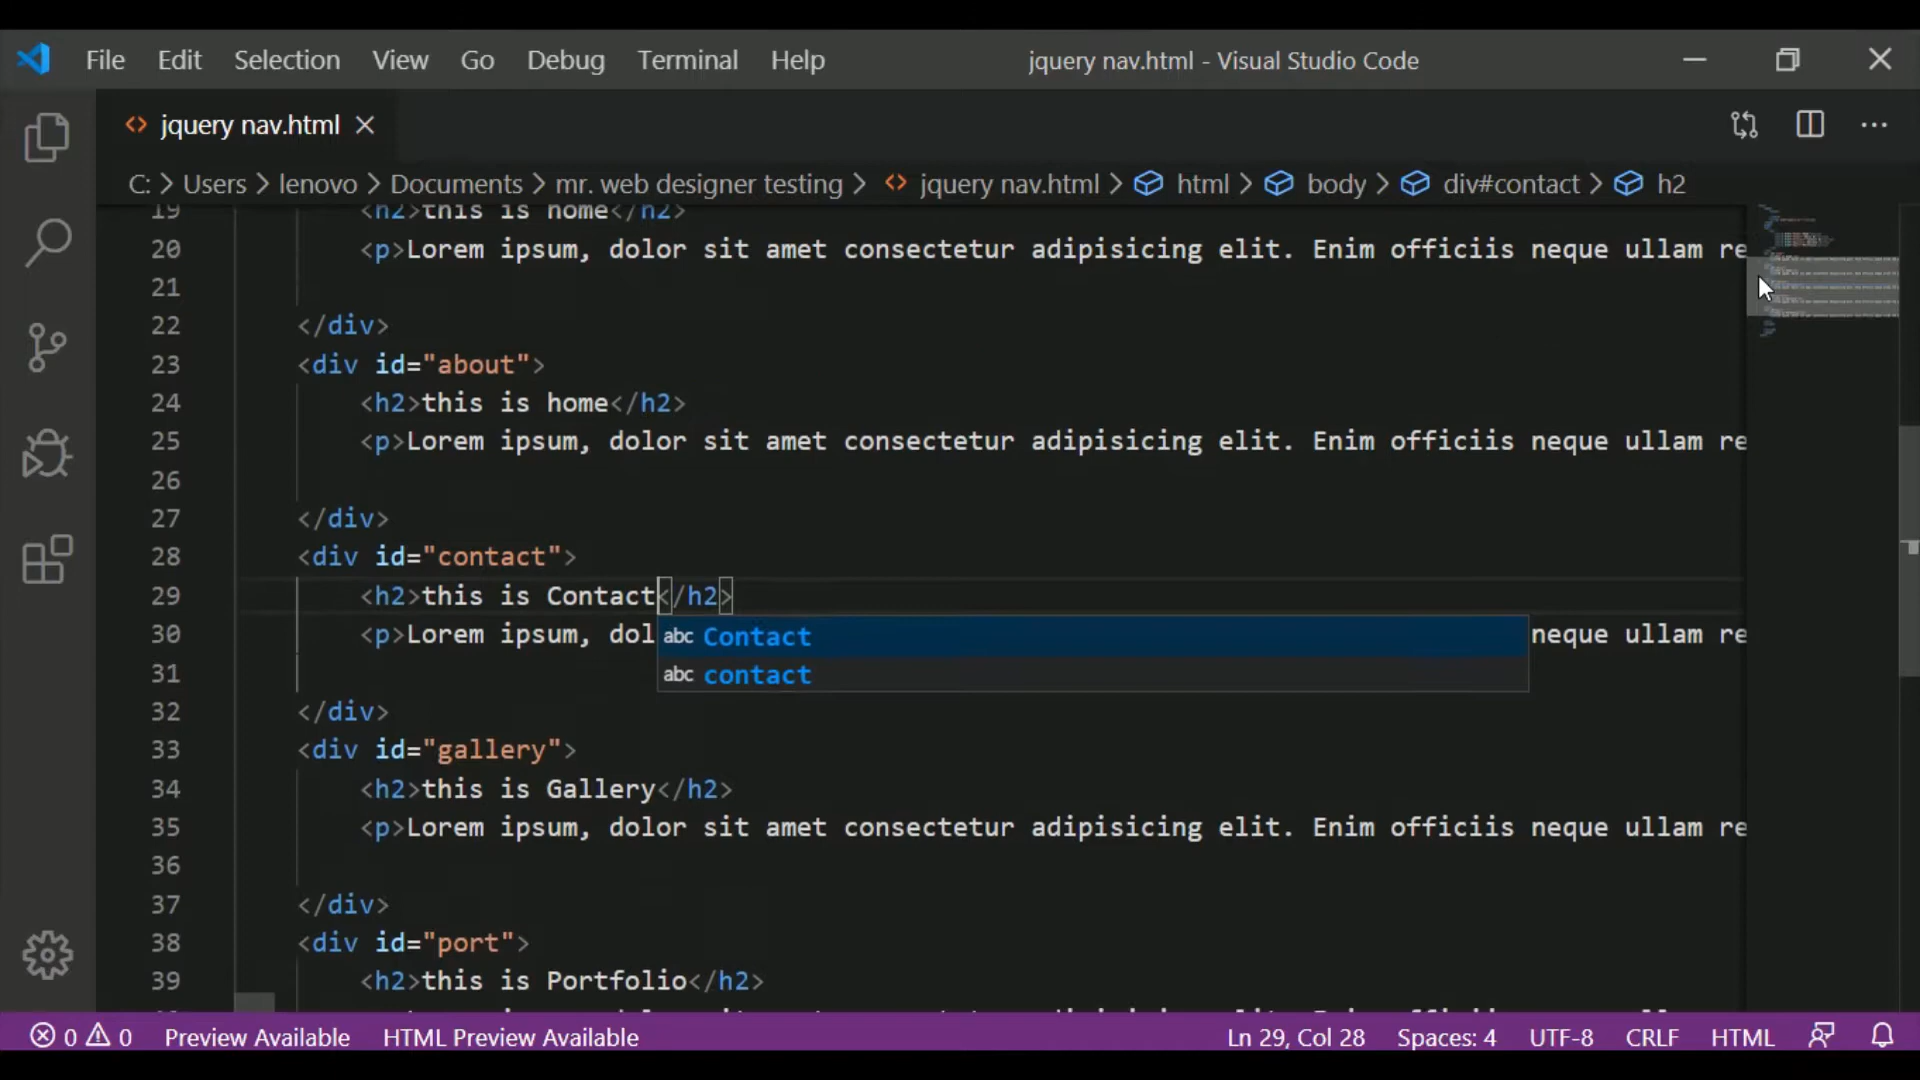 File Edit Selection View Go Debug Terminal Help jquery nav.html - Visual Studio Code
jquery nav.html
C: > Users > lenovo > Documents > mr. web designer testing > jquery nav.html > html > body > div#contact > h2
19 <h2>this is home</h2>
20 <p>Lorem ipsum, dolor sit amet consectetur adipisicing elit. Enim officiis neque ullam re
21
22 </div>
23 <div id="about">
24 <h2>this is home</h2>
25 <p>Lorem ipsum, dolor sit amet consectetur adipisicing elit. Enim officiis neque ullam re
26
27 </div>
28 <div id="contact">
29 <h2>this is Contact</h2>
30 <p>Lorem ipsum, dol abc Contact neque ullam re
31 abc contact
32 </div>
33 <div id="gallery">
34 <h2>this is Gallery</h2>
35 <p>Lorem ipsum, dolor sit amet consectetur adipisicing elit. Enim officiis neque ullam re
36
37 </div>
38 <div id="port">
39 <h2>this is Portfolio</h2>
0 0 Preview Available HTML Preview Available Ln 29, Col 28 Spaces: 4 UTF-8 CRLF HTML